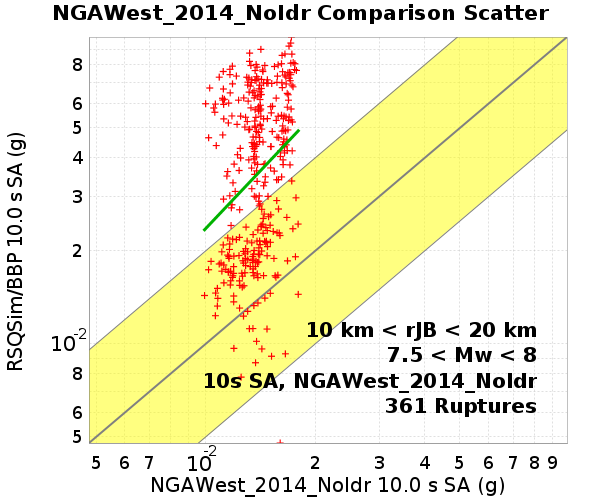 NGAWest_2014_NoIdr Comparison Scatter
RSQSim/BBP 10.0 s SA (g)
8
6
5
4
3
2
10⁻²
8
6
5
10 km < rJB < 20 km
7.5 < Mw < 8
10s SA, NGAWest_2014_NoIdr
361 Ruptures
5 6 7 8 10⁻² 2 3 4 5 6 7 8 9
NGAWest_2014_NoIdr 10.0 s SA (g)